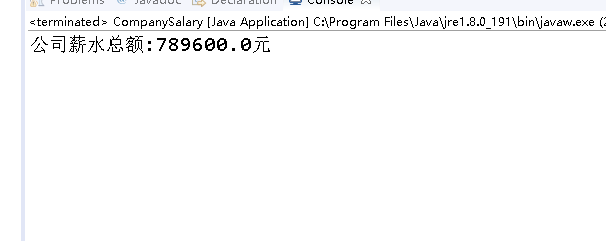 Problems @ Javadoc Declaration Console
<terminated> CompanySalary [Java Application] C:\Program Files\Java\jre1.8.0_191\bin\javaw.exe (2
公司薪水总额:789600.0元